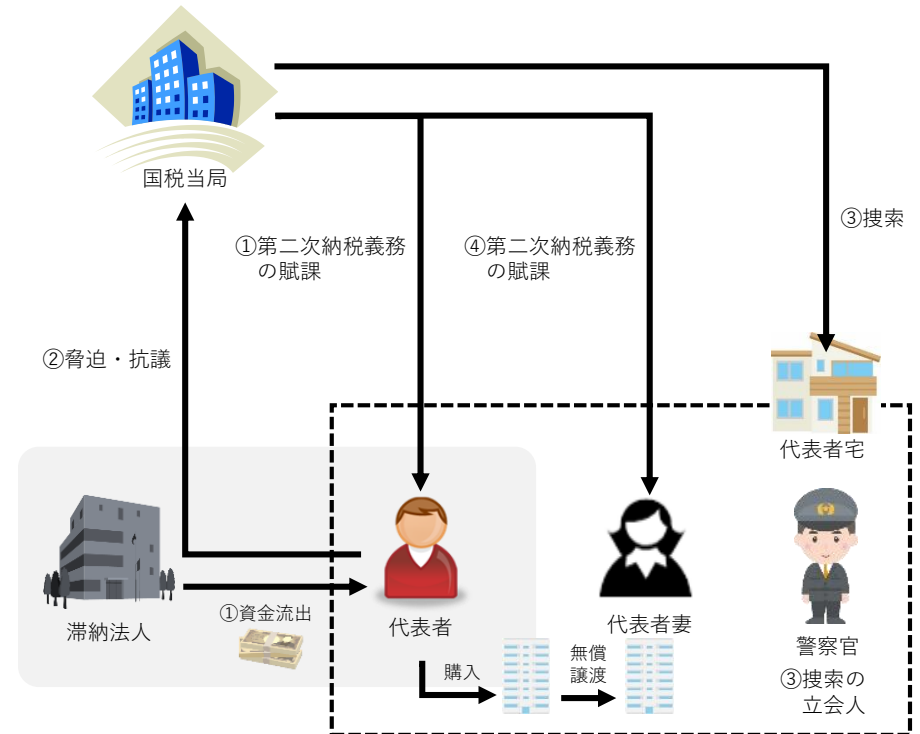 国税当局
①第二次納税義務
の賦課
④第二次納税義務
の賦課
③捜索
②脅迫・抗議
代表者宅
滞納法人
①資金流出
代表者
代表者妻
警察官
③捜索の
立会人
購入
無償
譲渡